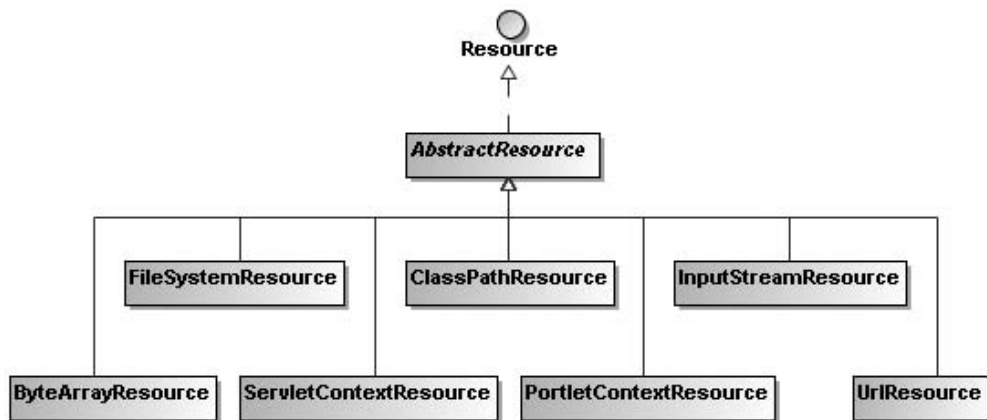 Resource
AbstractResource
FileSystemResource
ClassPathResource
InputStreamResource
ByteArrayResource
ServletContextResource
PortletContextResource
UrlResource